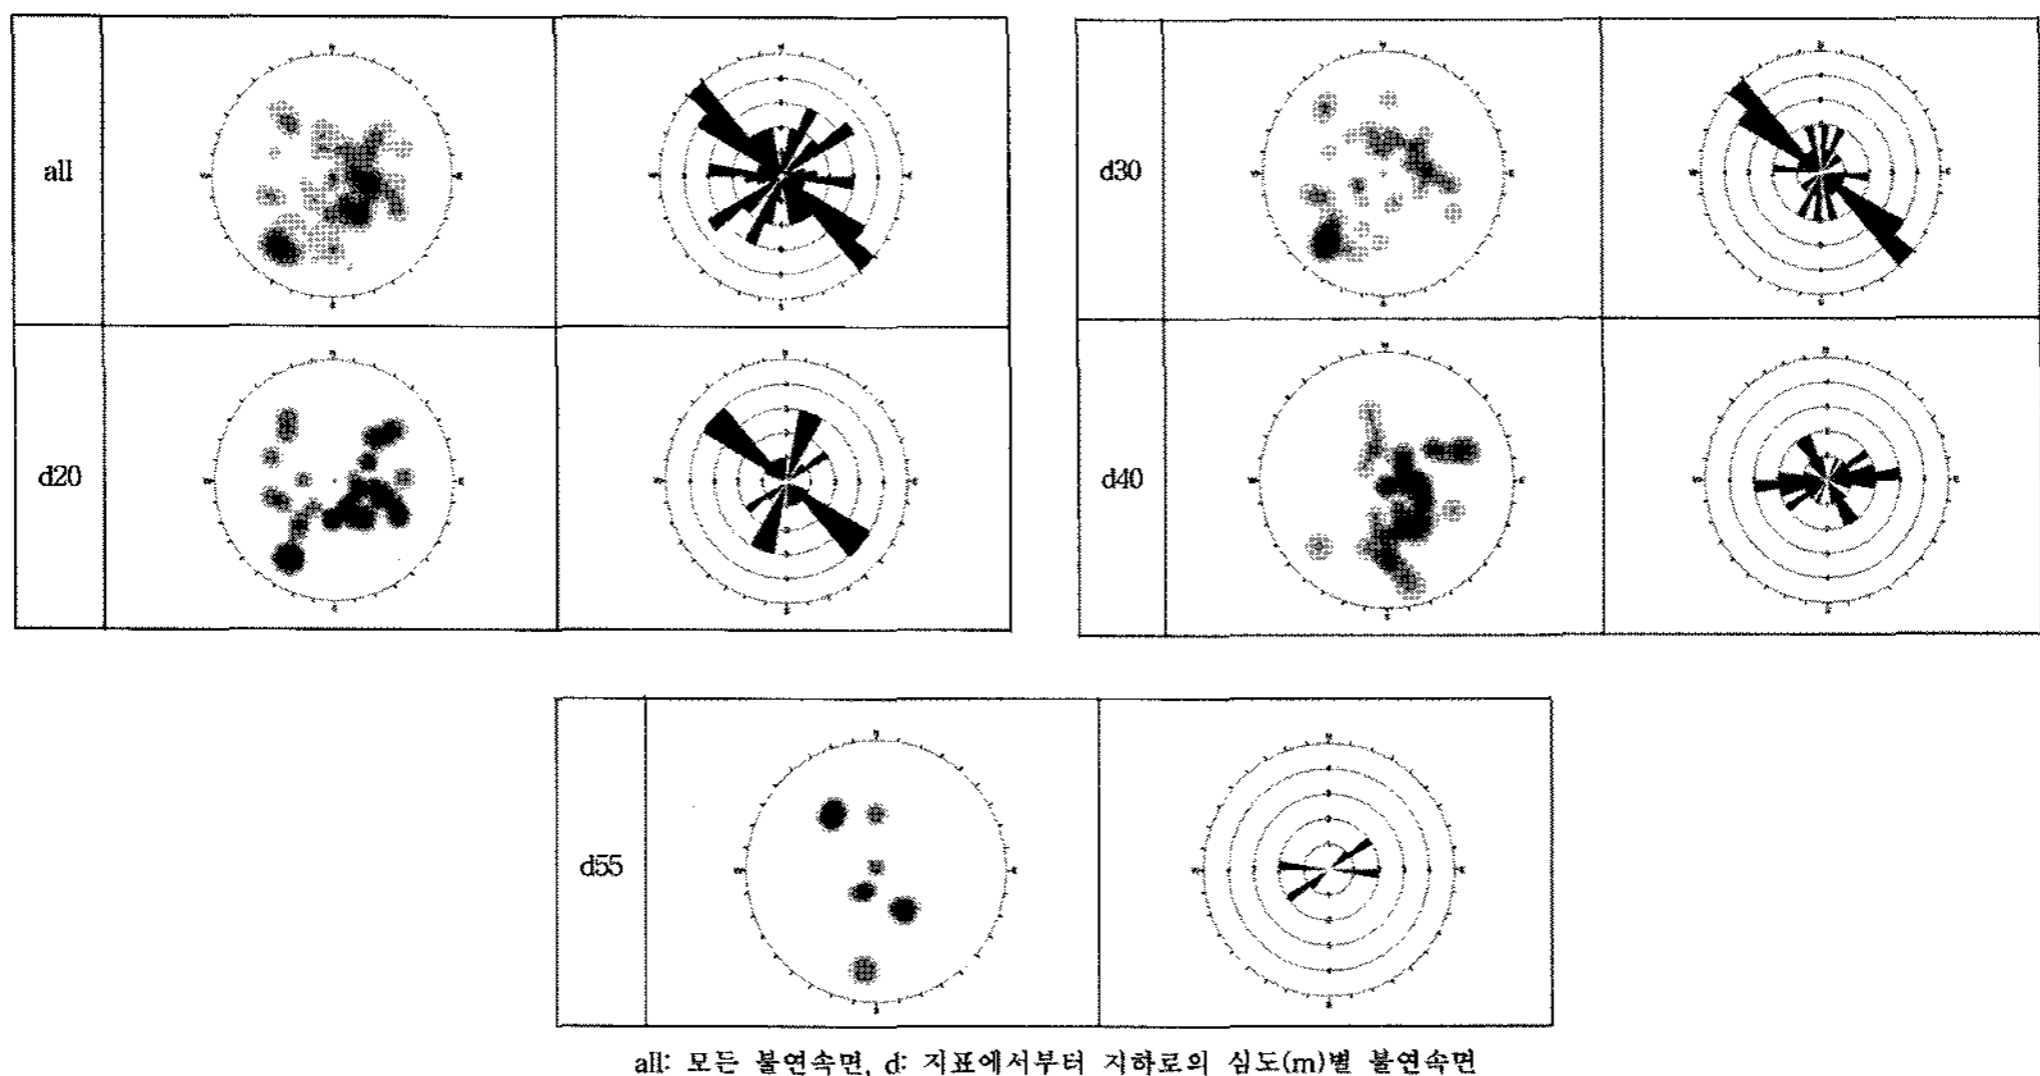 all
d20
d30
d40
d55
all: 모든 불연속면, d: 지표에서부터 지하로의 심도(m)별 불연속면